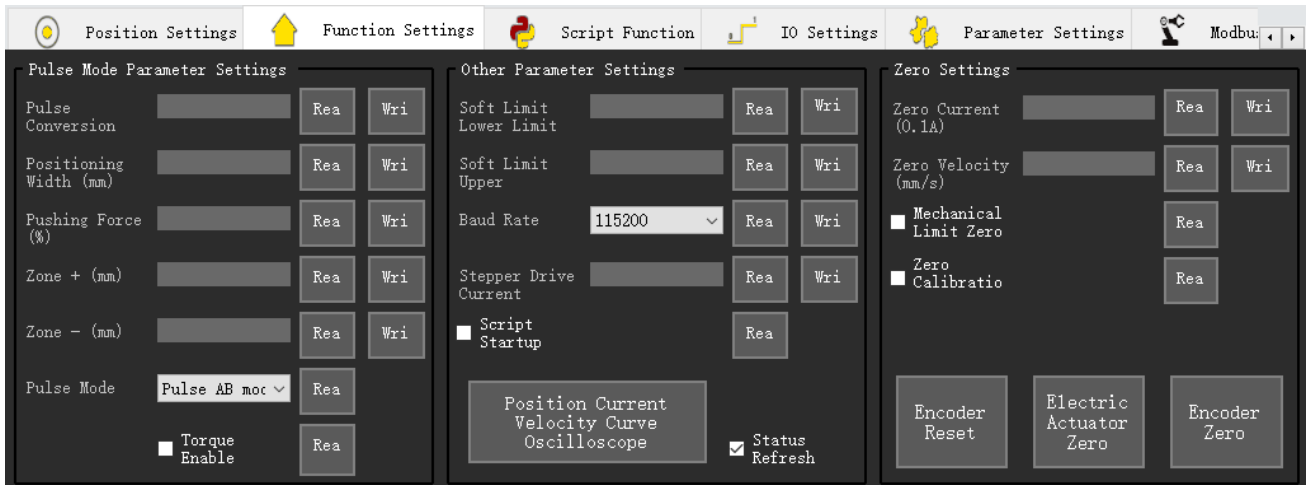 Position Settings
Function Settings
Script Function
IO Settings
Parameter Settings
Modbu
Pulse Mode Parameter Settings
Pulse
Conversion
Rea
Wri
Positioning
Width (mm)
Rea
Wri
Pushing Force
(%)
Rea
Wri
Zone + (mm)
Rea
Wri
Zone - (mm)
Rea
Wri
Pulse Mode
Pulse AB moc
Rea
Torque
Enable
Rea
Other Parameter Settings
Soft Limit
Lower Limit
Rea
Wri
Soft Limit
Upper
Rea
Wri
Baud Rate
115200
Rea
Wri
Stepper Drive
Current
Rea
Wri
Script
Startup
Rea
Position Current
Velocity Curve
Oscilloscope
Status
Refresh
Zero Settings
Zero Current
(0.1A)
Rea
Wri
Zero Velocity
(mm/s)
Rea
Wri
Mechanical
Limit Zero
Rea
Zero
Calibratio
Rea
Encoder
Reset
Electric
Actuator
Zero
Encoder
Zero